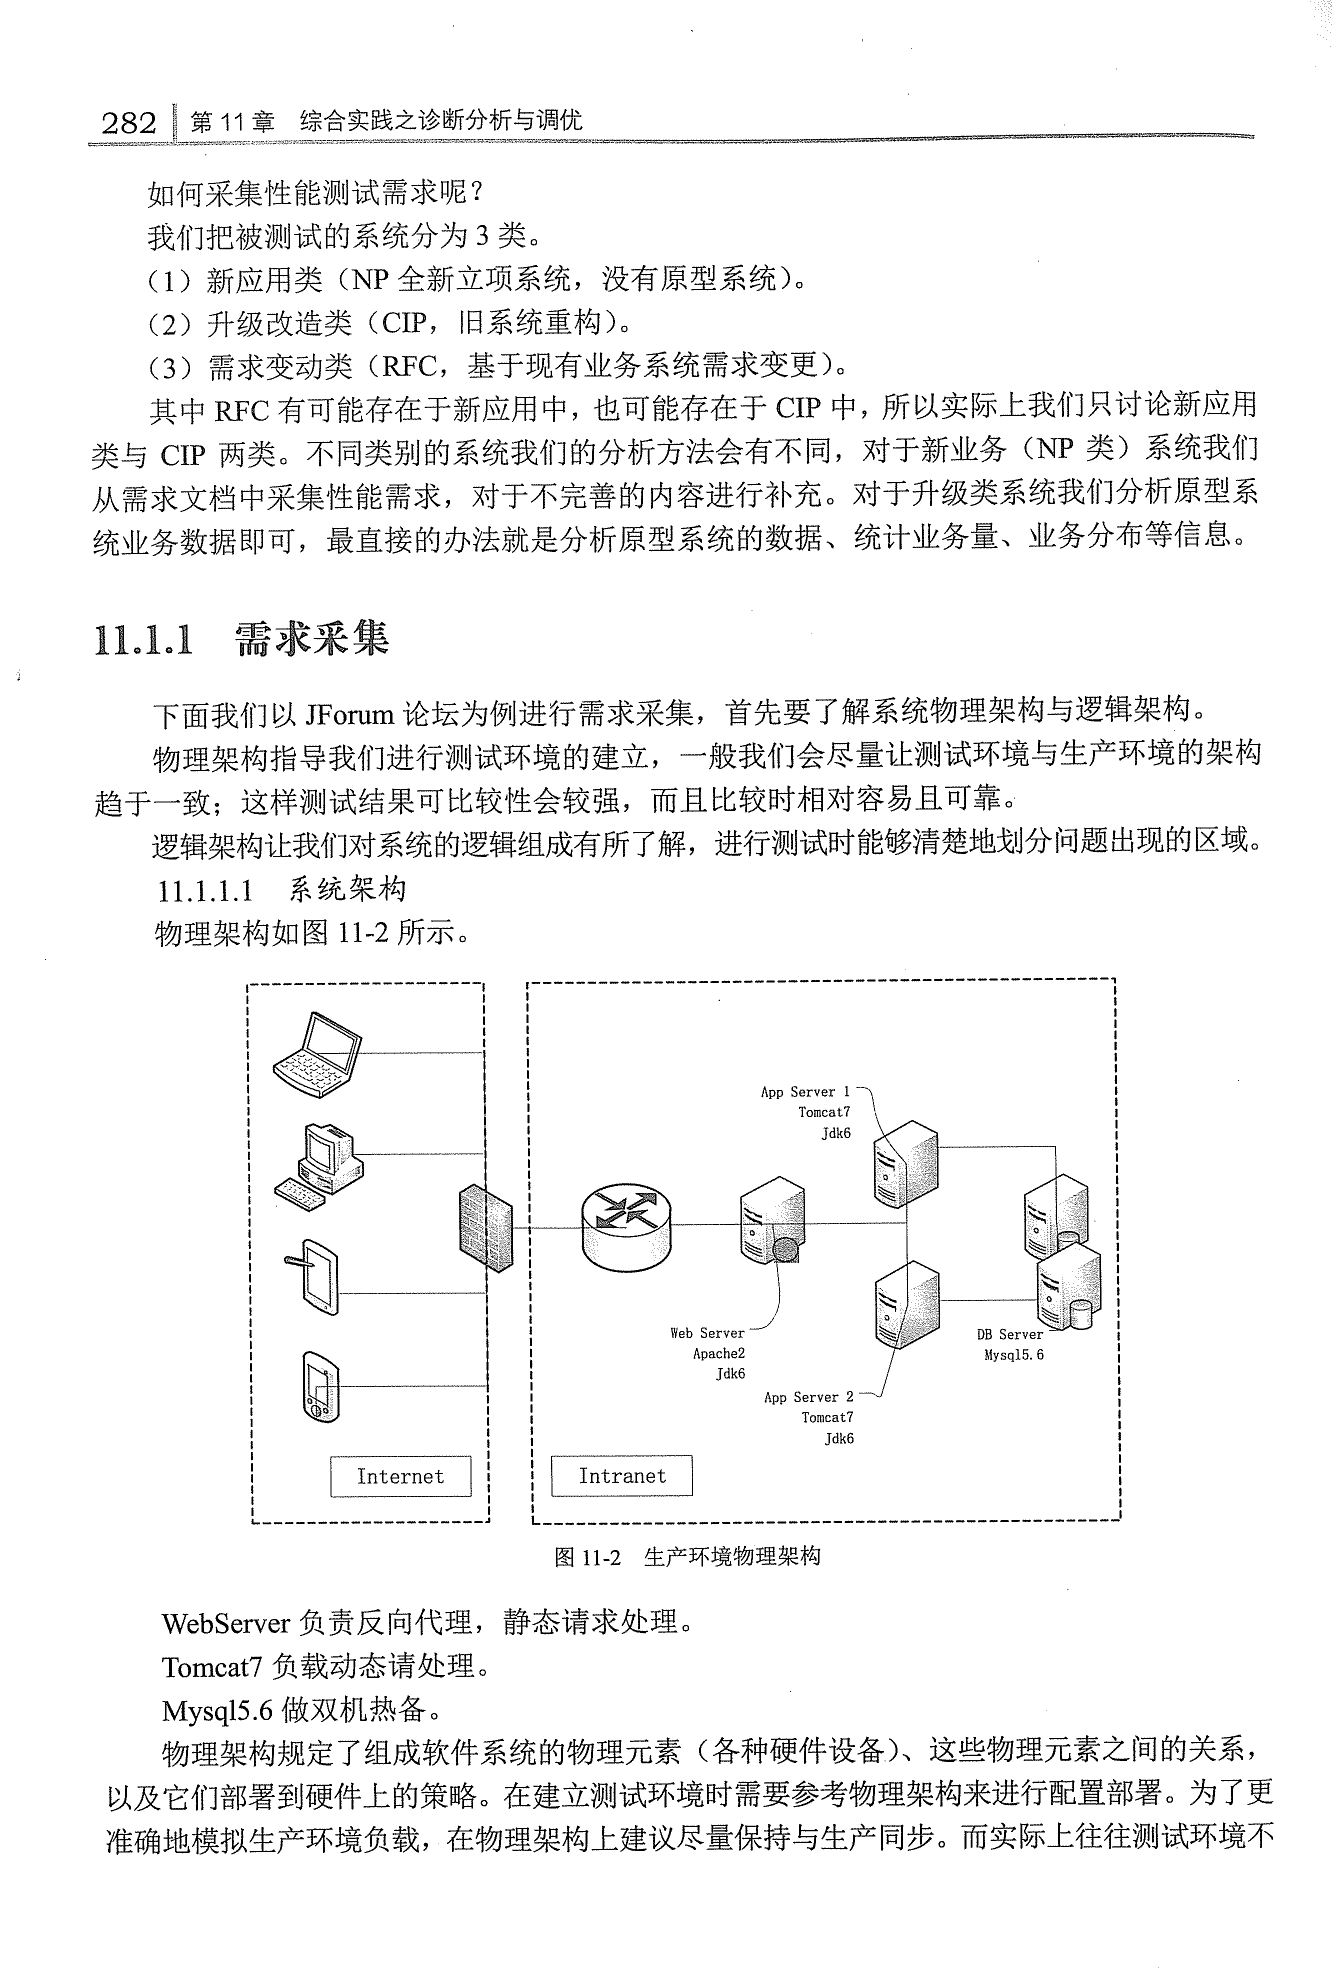 282 第 11 章 综合实践之诊断分析与调优
如何采集性能测试需求呢？
我们把被测试的系统分为 3 类。
（1）新应用类（NP 全新立项系统，没有原型系统）。
（2）升级改造类（CIP，旧系统重构）。
（3）需求变动类（RFC，基于现有业务系统需求变更）。
其中 RFC 有可能存在于新应用中，也可能存在于 CIP 中，所以实际上我们只讨论新应用
类与 CIP 两类。不同类别的系统我们的分析方法会有不同，对于新业务（NP 类）系统我们
从需求文档中采集性能需求，对于不完善的内容进行补充。对于升级类系统我们分析原型系
统业务数据即可，最直接的办法就是分析原型系统的数据、统计业务量、业务分布等信息。
11.1.1 需求采集
下面我们以 JForum 论坛为例进行需求采集，首先要了解系统物理架构与逻辑架构。
物理架构指导我们进行测试环境的建立，一般我们会尽量让测试环境与生产环境的架构
趋于一致；这样测试结果可比较性会较强，而且比较时相对容易且可靠。
逻辑架构让我们对系统的逻辑组成有所了解，进行测试时能够清楚地划分问题出现的区域。
11.1.1.1 系统架构
物理架构如图 11-2 所示。
App Server 1
Tomcat7
Jdk6
Web Server
Apache2
Jdk6
DB Server
Mysql5.6
App Server 2
Tomcat7
Jdk6
Internet
Intranet
图 11-2 生产环境物理架构
WebServer 负责反向代理，静态请求处理。
Tomcat7 负载动态请处理。
Mysql5.6 做双机热备。
物理架构规定了组成软件系统的物理元素（各种硬件设备）、这些物理元素之间的关系，
以及它们部署到硬件上的策略。在建立测试环境时需要参考物理架构来进行配置部署。为了更
准确地模拟生产环境负载，在物理架构上建议尽量保持与生产同步。而实际上往往测试环境不